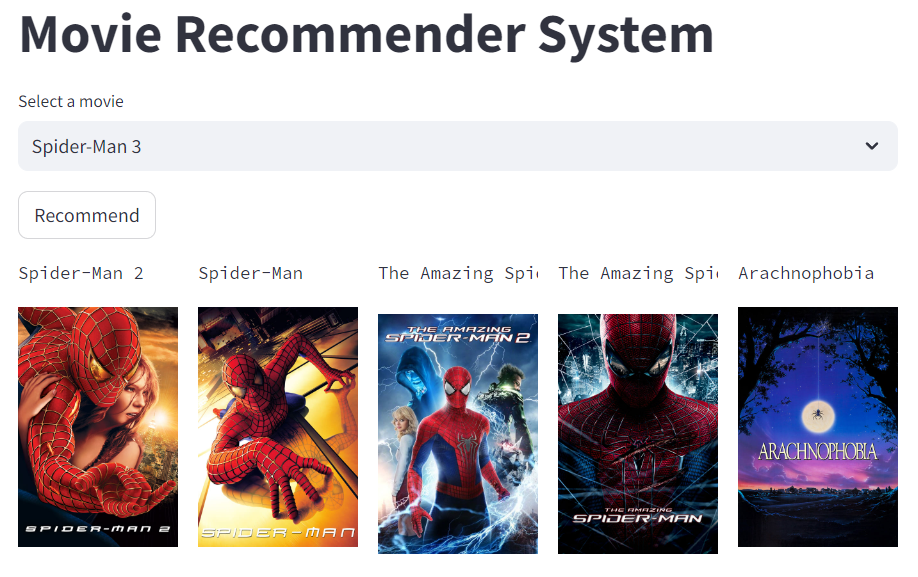 Movie Recommender System
Select a movie
Spider-Man 3
Recommend
Spider-Man 2
Spider-Man
The Amazing Spi
The Amazing Spi
Arachnophobia
SPIDER-MAN 2
SPIDER-MAN
THE AMAZING
SPIDER-MAN 2
THE AMAZING
SPIDER-MAN
ARACHNOPHOBIA